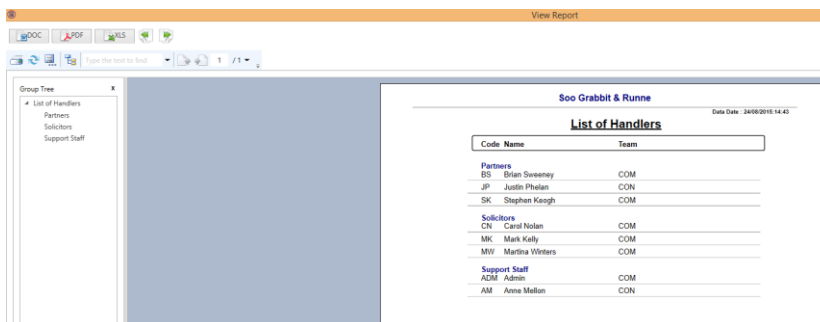 View Report
DOC PDF XLS
Type the text to find 1 / 1
Group Tree x
List of Handlers
Partners
Solicitors
Support Staff
Soo Grabbit & Runne
Data Date : 24/08/2015:14:43
List of Handlers
Code Name Team
Partners
BS Brian Sweeney COM
JP Justin Phelan CON
SK Stephen Keogh COM
Solicitors
CN Carol Nolan COM
MK Mark Kelly COM
MW Martina Winters COM
Support Staff
ADM Admin COM
AM Anne Mellon CON